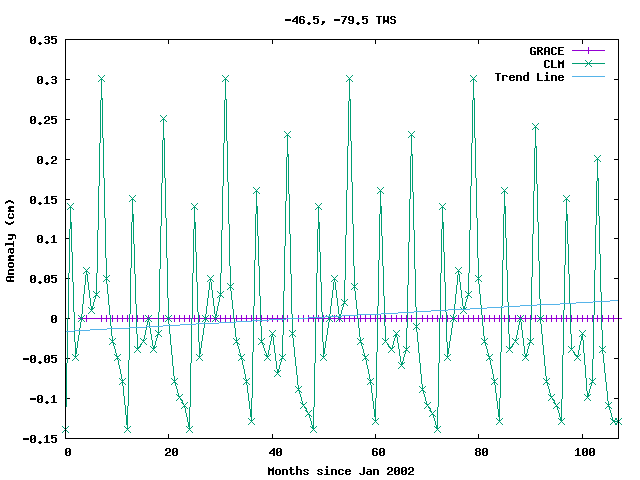 -46.5, -79.5 TWS
0.35
0.3
0.25
0.2
0.15
0.1
0.05
0
-0.05
-0.1
-0.15
Anomaly (cm)
GRACE
CLM
Trend Line
0 20 40 60 80 100
Months since Jan 2002